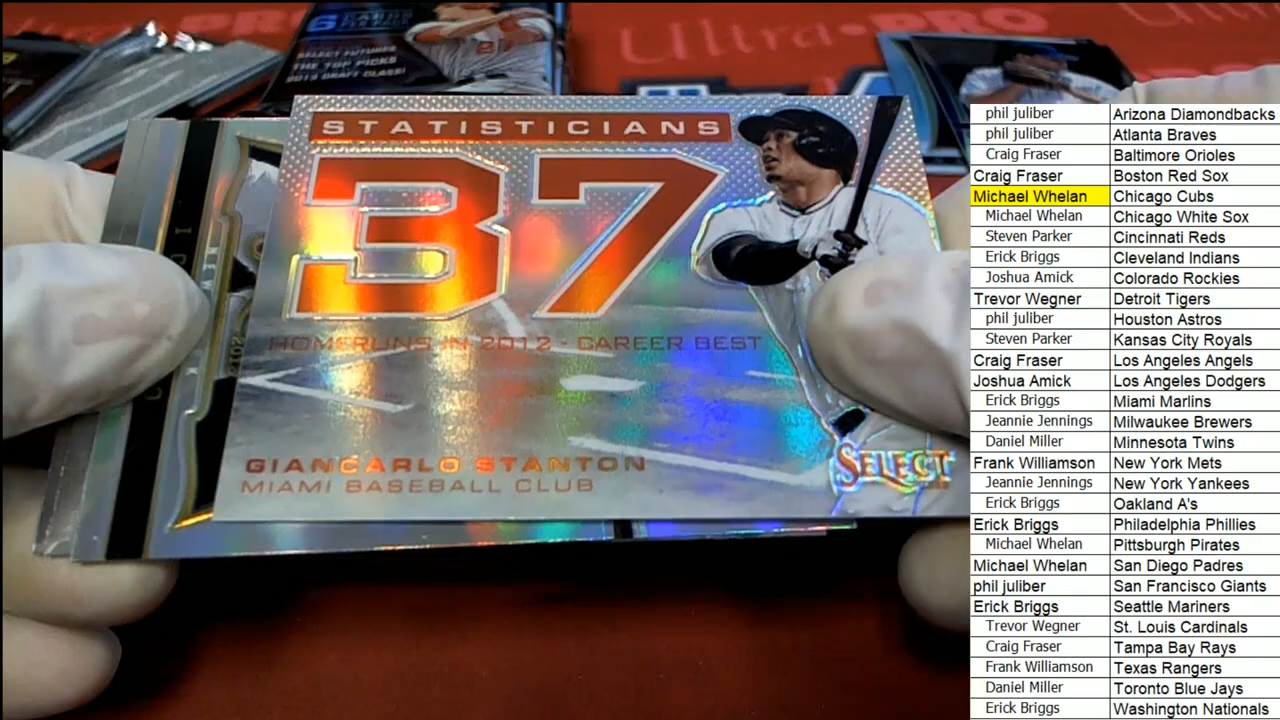 6 CARDS PER PACK
SELECT FUTURES
THE TOP PICKS
2013 DRAFT CLASS!
Ultra PRO
STATISTICIANS
37
HOMERUNS IN 2012 - CAREER BEST
GIANCARLO STANTON
MIAMI BASEBALL CLUB
SELECT
phil juliber Arizona Diamondbacks
phil juliber Atlanta Braves
Craig Fraser Baltimore Orioles
Craig Fraser Boston Red Sox
Michael Whelan Chicago Cubs
Michael Whelan Chicago White Sox
Steven Parker Cincinnati Reds
Erick Briggs Cleveland Indians
Joshua Amick Colorado Rockies
Trevor Wegner Detroit Tigers
phil juliber Houston Astros
Steven Parker Kansas City Royals
Craig Fraser Los Angeles Angels
Joshua Amick Los Angeles Dodgers
Erick Briggs Miami Marlins
Jeannie Jennings Milwaukee Brewers
Daniel Miller Minnesota Twins
Frank Williamson New York Mets
Jeannie Jennings New York Yankees
Erick Briggs Oakland A's
Erick Briggs Philadelphia Phillies
Michael Whelan Pittsburgh Pirates
Michael Whelan San Diego Padres
phil juliber San Francisco Giants
Erick Briggs Seattle Mariners
Trevor Wegner St. Louis Cardinals
Craig Fraser Tampa Bay Rays
Frank Williamson Texas Rangers
Daniel Miller Toronto Blue Jays
Erick Briggs Washington Nationals